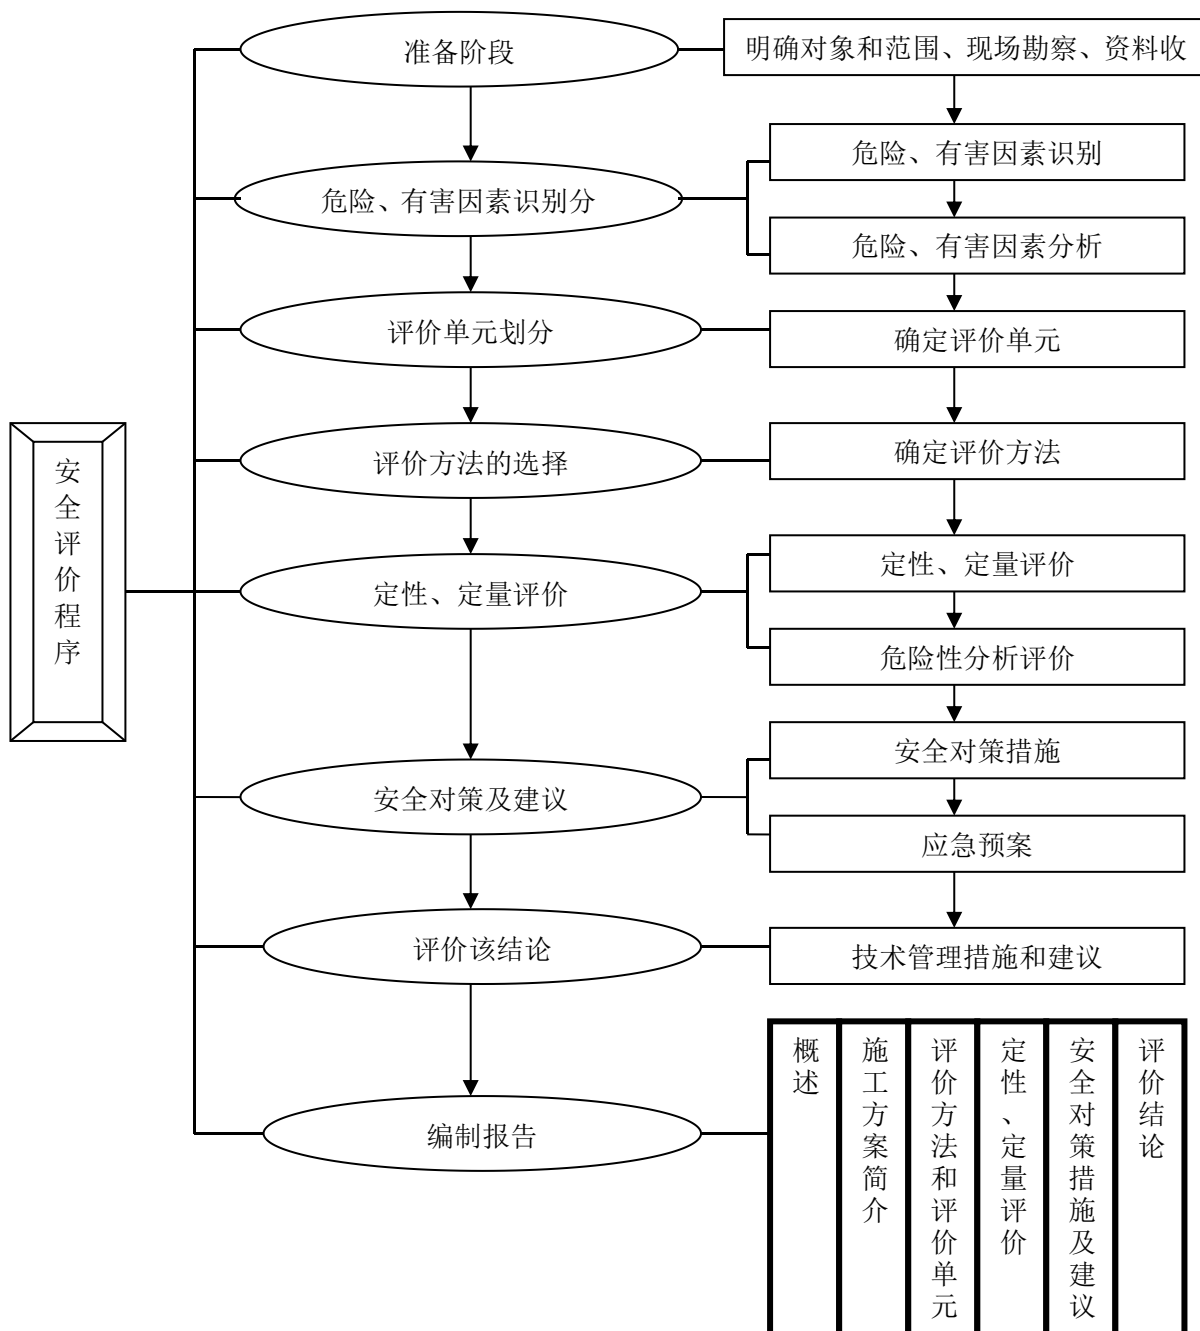 准备阶段
明确对象和范围、现场勘察、资料收
危险、有害因素识别
危险、有害因素识别分
危险、有害因素分析
评价单元划分
确定评价单元
安全评价程序
评价方法的选择
确定评价方法
定性、定量评价
定性、定量评价
危险性分析评价
安全对策及建议
安全对策措施
应急预案
评价该结论
技术管理措施和建议
编制报告
概述
施工方案简介
评价方法和评价单元
定性、定量评价
安全对策措施及建议
评价结论